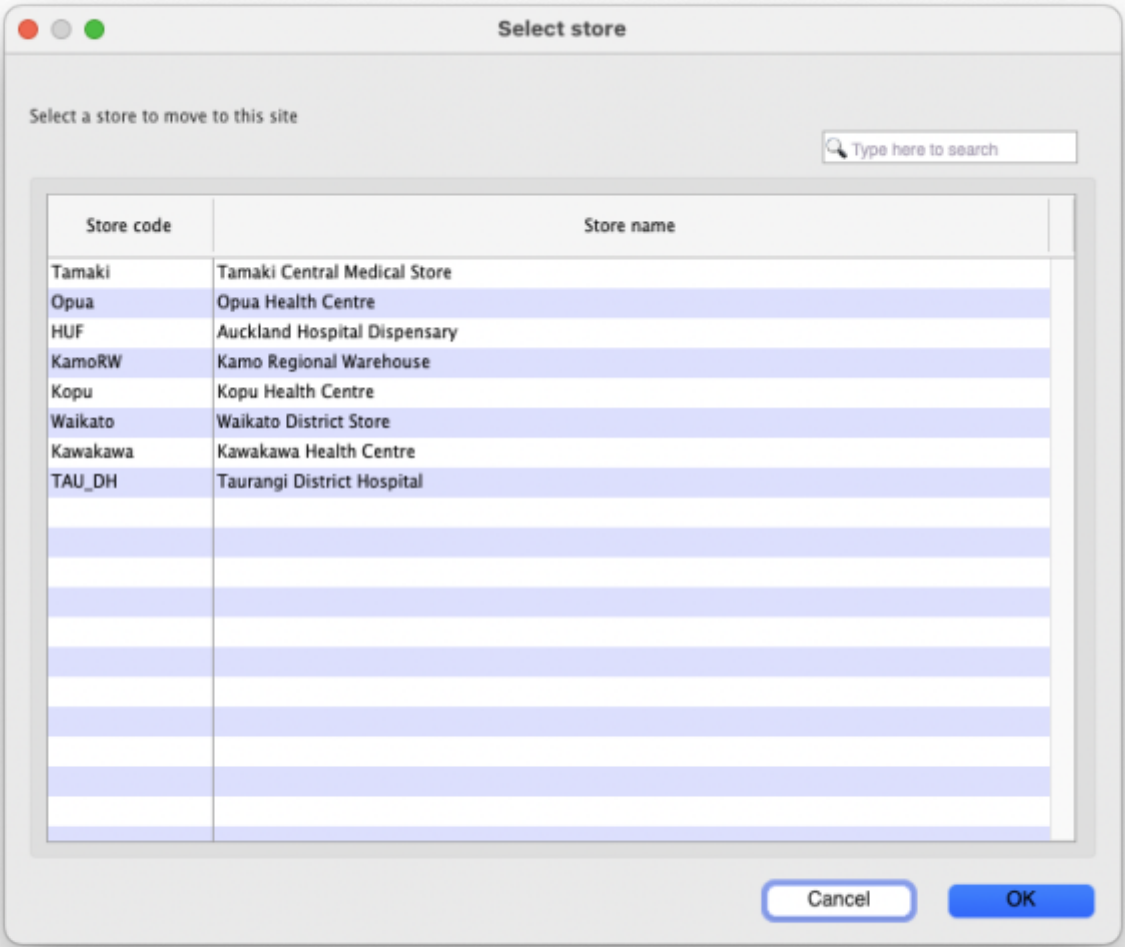 Select store
Select a store to move to this site
Type here to search
Store code Store name
Tamaki Tamaki Central Medical Store
Opua Opua Health Centre
HUF Auckland Hospital Dispensary
KamoRW Kamo Regional Warehouse
Kopu Kopu Health Centre
Waikato Waikato District Store
Kawakawa Kawakawa Health Centre
TAU_DH Taurangi District Hospital
Cancel OK